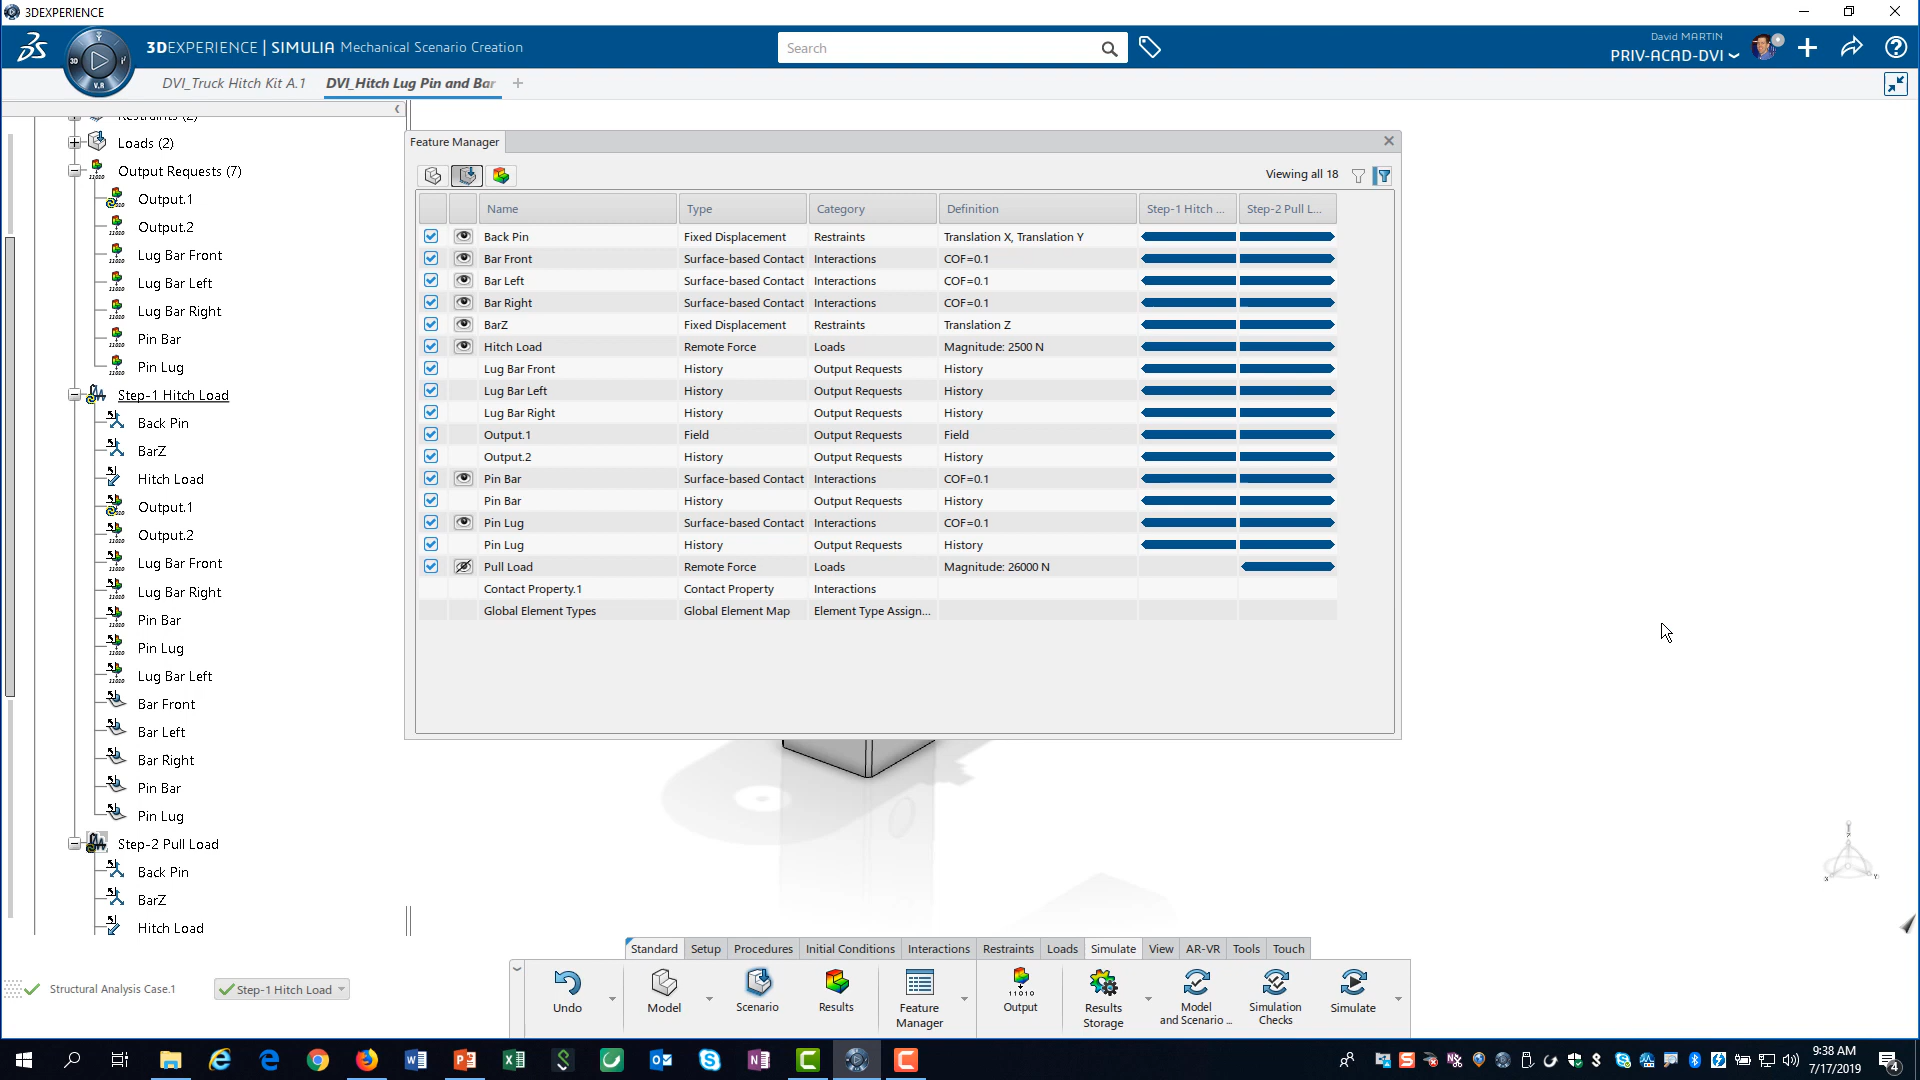 3DEXPERIENCE
3DEXPERIENCE | SIMULIA Mechanical Scenario Creation
Search
David MARTIN
PRIV-ACAD-DVI
3D
V.R
DVI_Truck Hitch Kit A.1
DVI_Hitch Lug Pin and Bar
Restraints (2)
Loads (2)
Output Requests (7)
Output.1
Output.2
Lug Bar Front
Lug Bar Left
Lug Bar Right
Pin Bar
Pin Lug
Step-1 Hitch Load
Back Pin
BarZ
Hitch Load
Output.1
Output.2
Lug Bar Front
Lug Bar Right
Pin Bar
Pin Lug
Lug Bar Left
Bar Front
Bar Left
Bar Right
Pin Bar
Pin Lug
Step-2 Pull Load
Back Pin
BarZ
Hitch Load
Feature Manager
Viewing all 18
Name Type Category Definition Step-1 Hitch ... Step-2 Pull L...
Back Pin Fixed Displacement Restraints Translation X, Translation Y
Bar Front Surface-based Contact Interactions COF=0.1
Bar Left Surface-based Contact Interactions COF=0.1
Bar Right Surface-based Contact Interactions COF=0.1
BarZ Fixed Displacement Restraints Translation Z
Hitch Load Remote Force Loads Magnitude: 2500 N
Lug Bar Front History Output Requests History
Lug Bar Left History Output Requests History
Lug Bar Right History Output Requests History
Output.1 Field Output Requests Field
Output.2 History Output Requests History
Pin Bar Surface-based Contact Interactions COF=0.1
Pin Bar History Output Requests History
Pin Lug Surface-based Contact Interactions COF=0.1
Pin Lug History Output Requests History
Pull Load Remote Force Loads Magnitude: 26000 N
Contact Property.1 Contact Property Interactions
Global Element Types Global Element Map Element Type Assign...
Structural Analysis Case.1
Step-1 Hitch Load
Standard Setup Procedures Initial Conditions Interactions Restraints Loads Simulate View AR-VR Tools Touch
Undo
Model
Scenario
Results
Feature
Manager
11010
Output
Results
Storage
Model
and Scenario ...
Simulation
Checks
Simulate
9:38 AM
7/17/2019
4